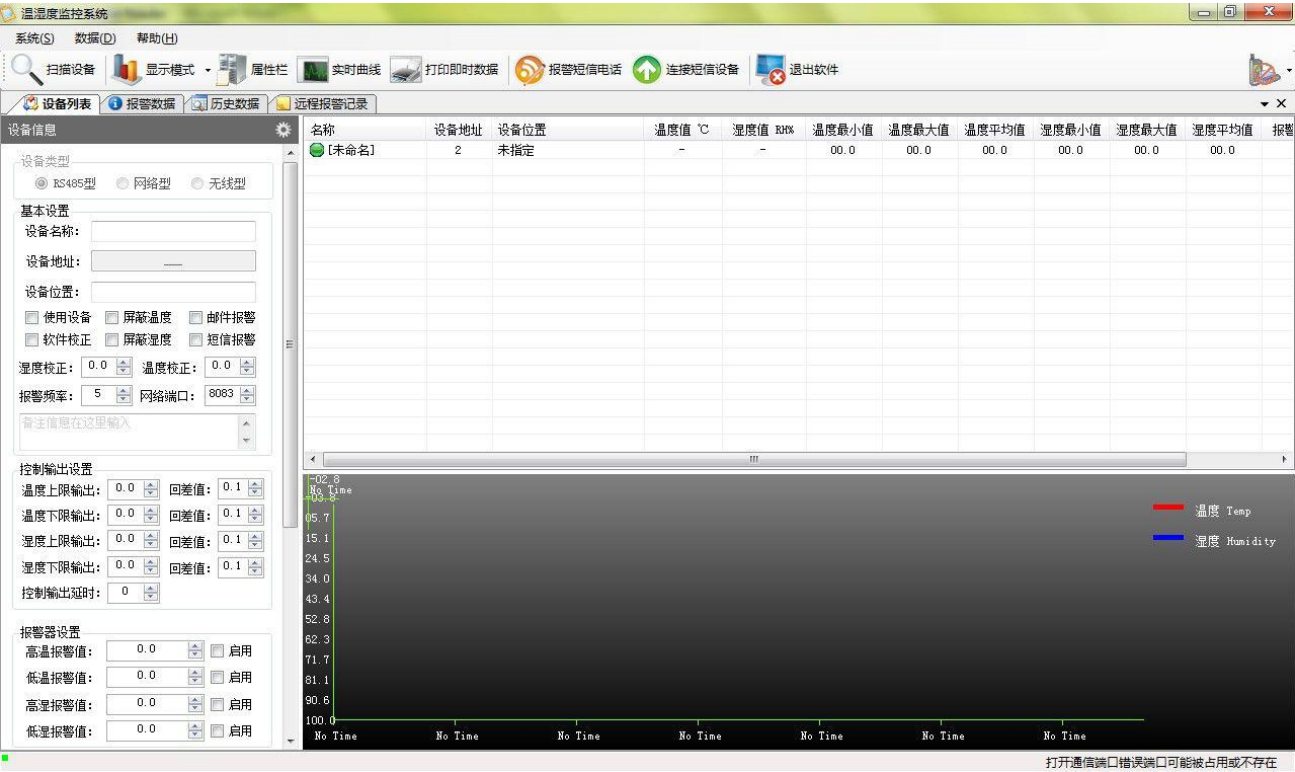 温湿度监控系统
系统(S) 数据(D) 帮助(H)
扫描设备 显示模式 属性栏 实时曲线 打印即时数据 报警短信电话 连接短信设备 退出软件
设备列表 报警数据 历史数据 远程报警记录
设备信息
设备类型
RS485型 网络型 无线型
基本设置
设备名称:
设备地址: ___
设备位置:
使用设备 屏蔽温度 邮件报警
软件校正 屏蔽湿度 短信报警
湿度校正: 0.0 温度校正: 0.0
报警频率: 5 网络端口: 8083
备注信息在这里输入
控制输出设置
温度上限输出: 0.0 回差值: 0.1
温度下限输出: 0.0 回差值: 0.1
湿度上限输出: 0.0 回差值: 0.1
湿度下限输出: 0.0 回差值: 0.1
控制输出延时: 0
报警器设置
高温报警值: 0.0 启用
低温报警值: 0.0 启用
高湿报警值: 0.0 启用
低湿报警值: 0.0 启用
名称 设备地址 设备位置 温度值 ℃ 湿度值 RH% 温度最小值 温度最大值 温度平均值 湿度最小值 湿度最大值 湿度平均值 报警
[未命名] 2 未指定 - - 00.0 00.0 00.0 00.0 00.0 00.0
-02.8
No Time
-03.8
05.7
15.1
24.5
34.0
43.4
52.8
62.3
71.7
81.1
90.6
100.0
温度 Temp
湿度 Humidity
No Time No Time No Time No Time No Time No Time No Time
打开通信端口错误端口可能被占用或不存在